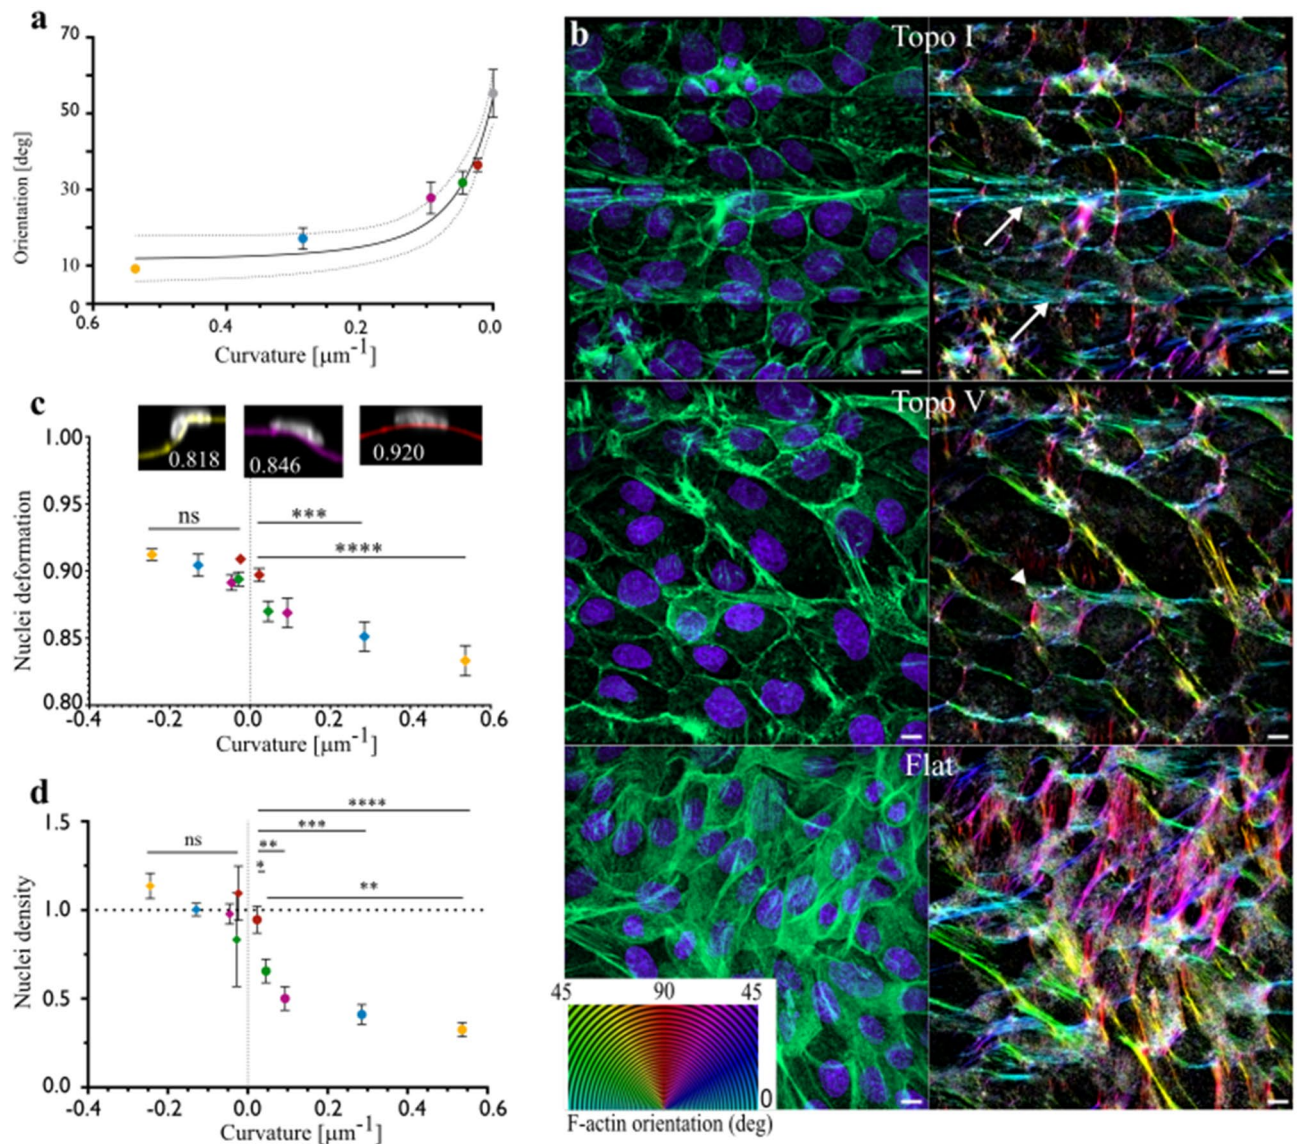 a
70
50
30
10
0
Orientation [deg]
0.6
0.4
0.2
0.0
Curvature [μm-1]
b
Topo I
Topo V
Flat
45
90
45
0
F-actin orientation (deg)
c
0.818
0.846
0.920
1.00
0.95
0.90
0.85
0.80
Nuclei deformation
ns
***
****
-0.4
-0.2
0.0
0.2
0.4
0.6
Curvature [μm-1]
d
1.5
1.0
0.5
0.0
Nuclei density
ns
****
***
**
*
**
-0.4
-0.2
0.0
0.2
0.4
0.6
Curvature [μm-1]